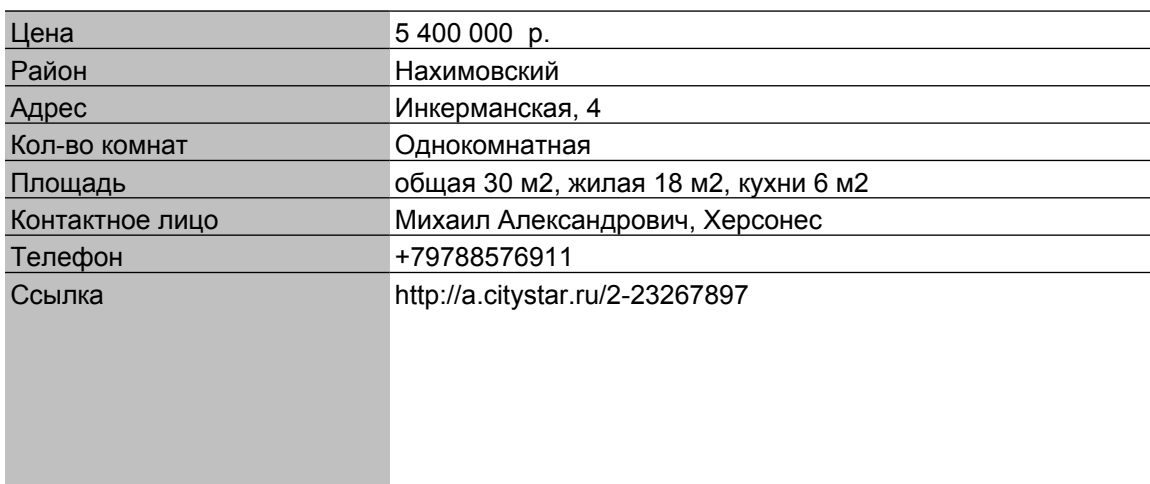 Цена 5 400 000 р.
Район Нахимовский
Адрес Инкерманская, 4
Кол-во комнат Однокомнатная
Площадь общая 30 м2, жилая 18 м2, кухни 6 м2
Контактное лицо Михаил Александрович, Херсонес
Телефон +79788576911
Ссылка http://a.citystar.ru/2-23267897